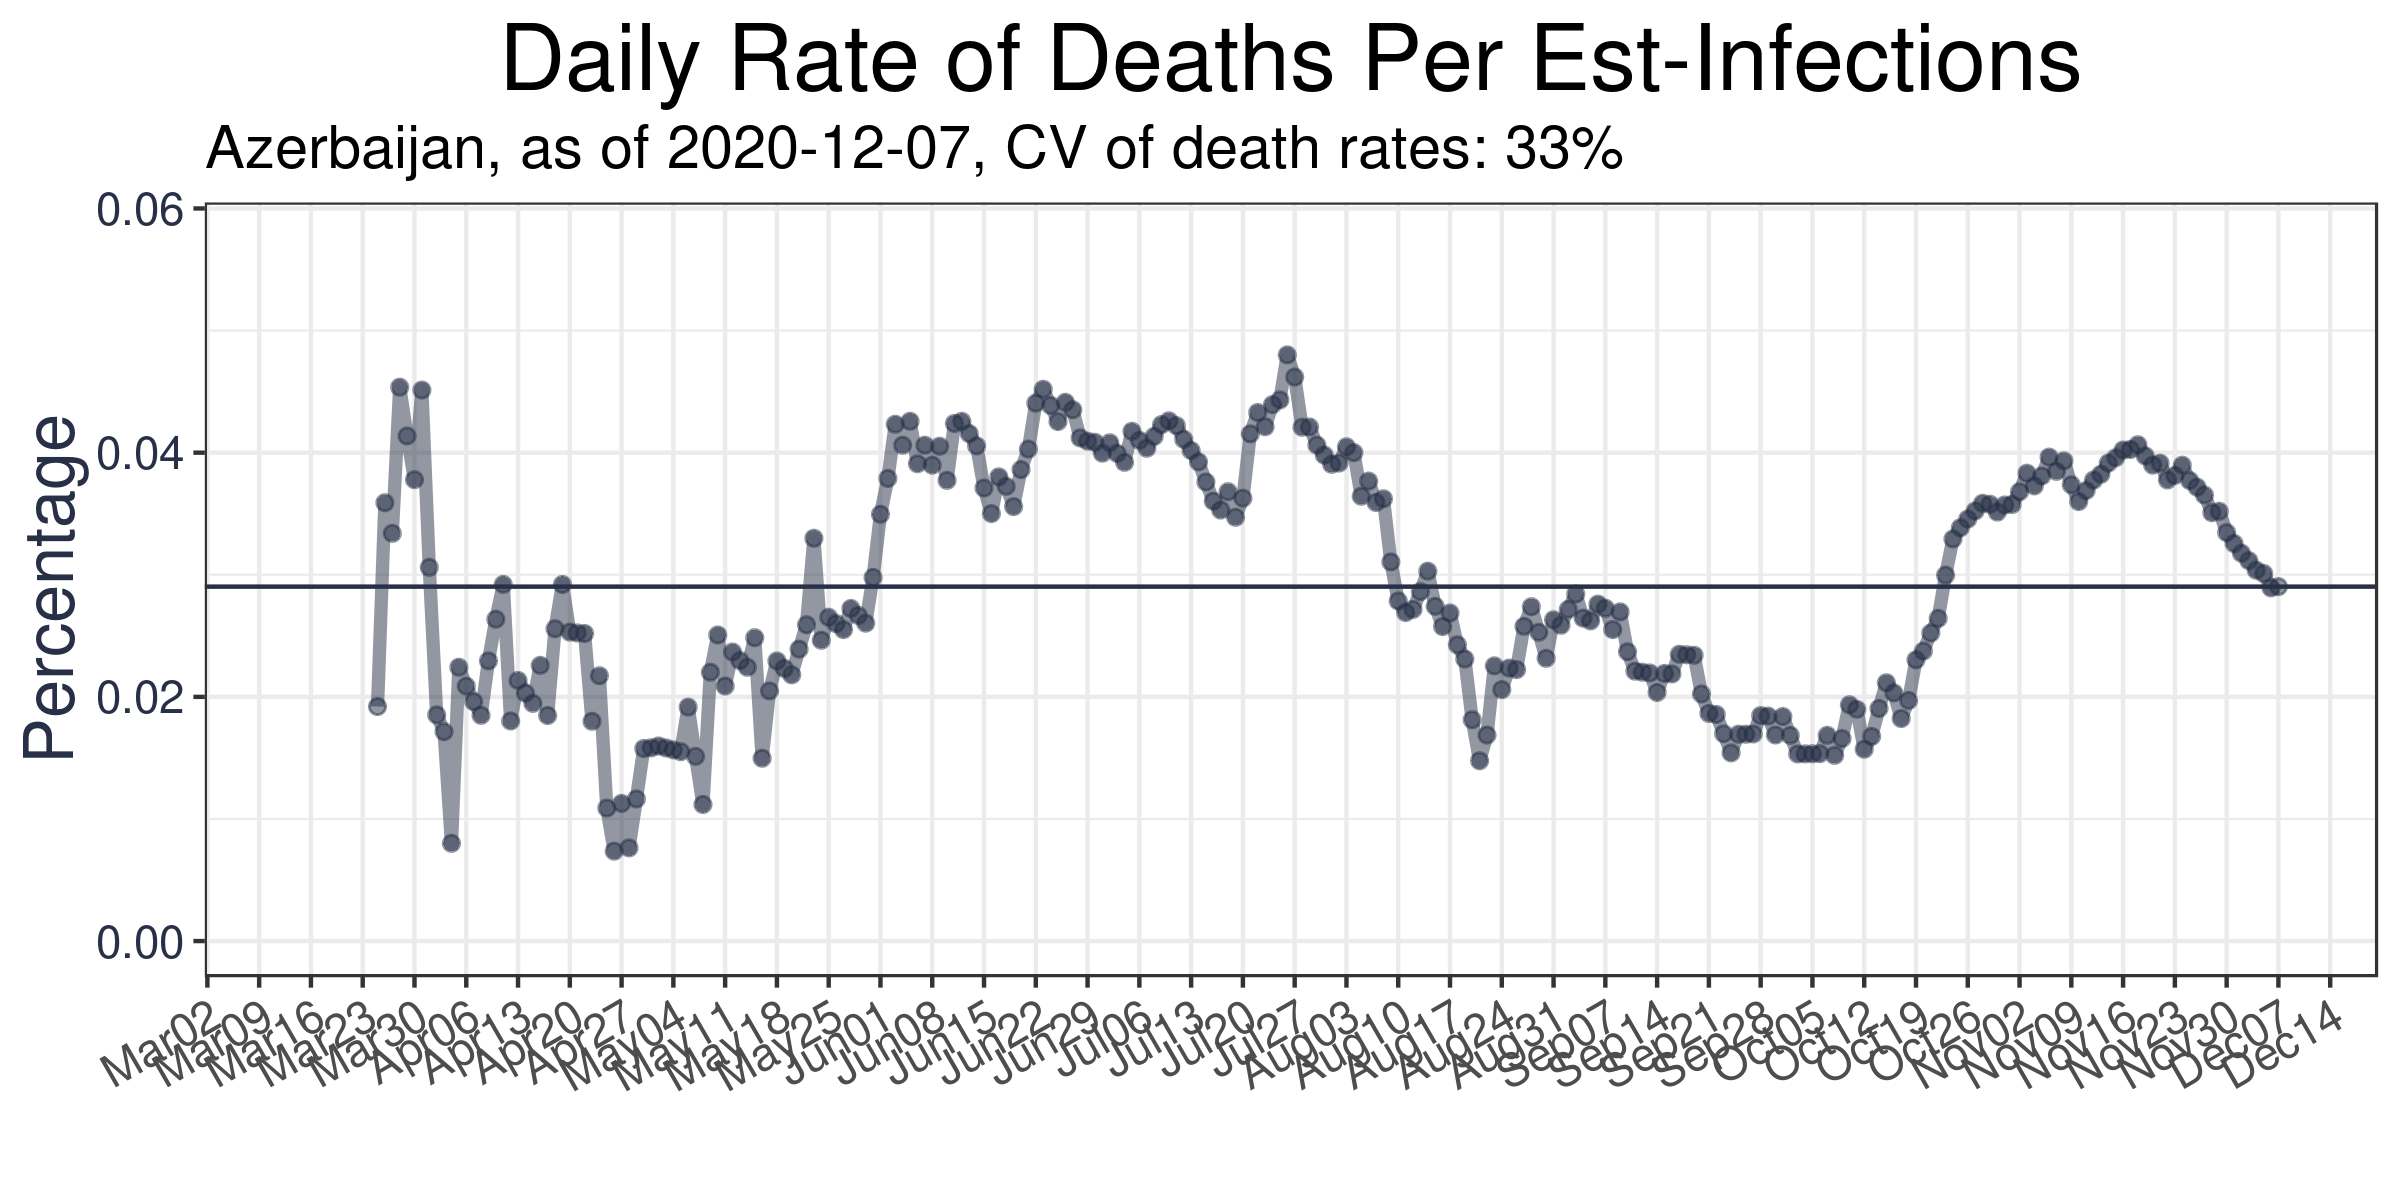 Daily Rate of Deaths Per Est-Infections
Azerbaijan, as of 2020-12-07, CV of death rates: 33%
Percentage
0.06
0.04
0.02
0.00
Mar02
Mar09
Mar16
Mar23
Mar30
Apr06
Apr13
Apr20
Apr27
May04
May11
May18
May25
Jun01
Jun08
Jun15
Jun22
Jun29
Jul06
Jul13
Jul20
Jul27
Aug03
Aug10
Aug17
Aug24
Aug31
Sep07
Sep14
Sep21
Sep28
Oct05
Oct12
Oct19
Oct26
Nov02
Nov09
Nov16
Nov23
Nov30
Dec07
Dec14